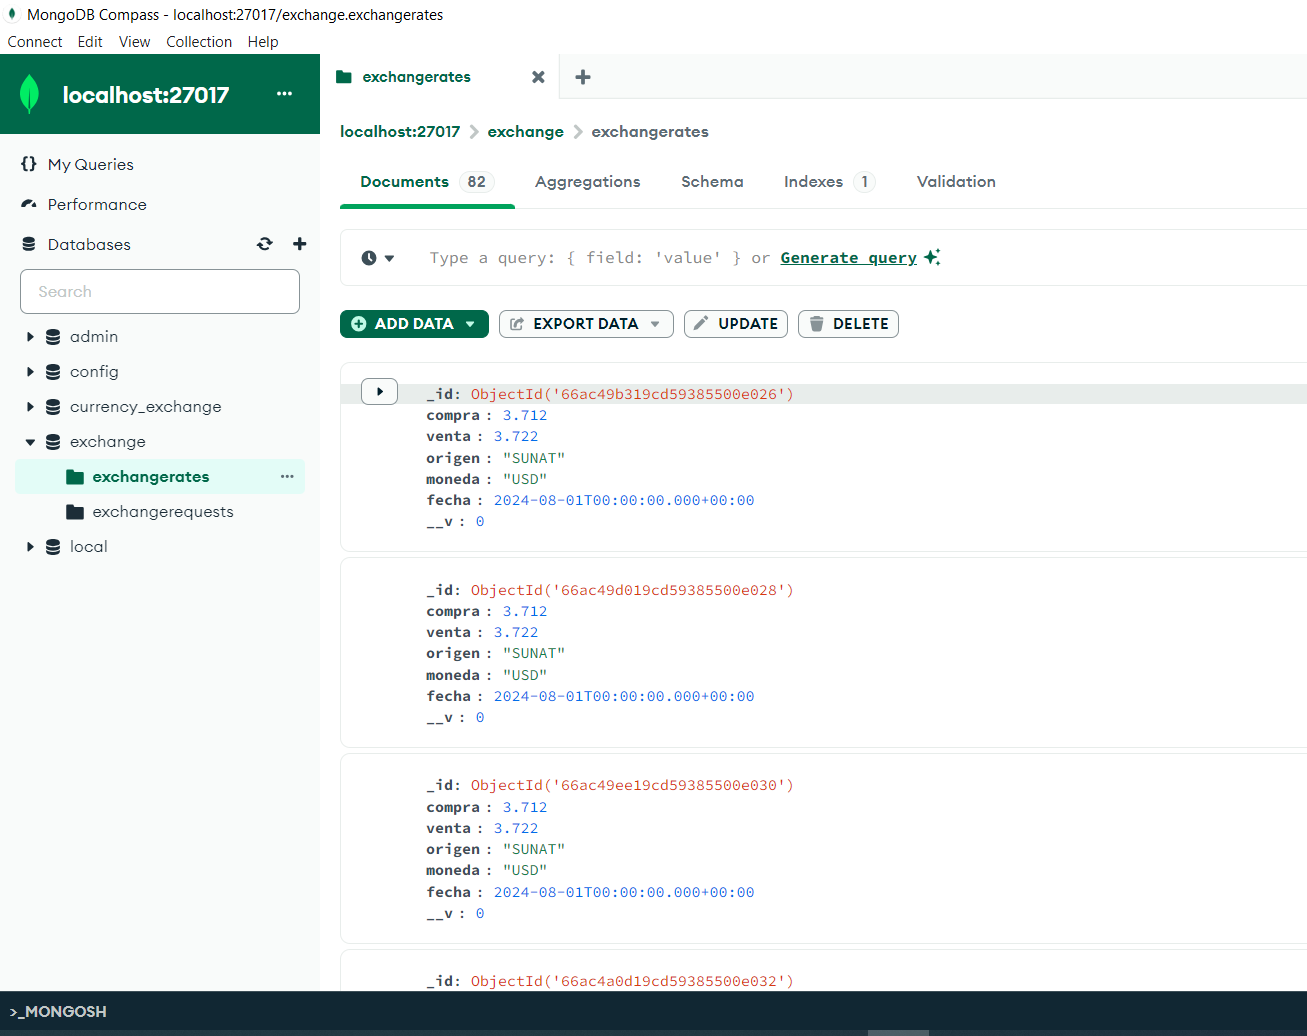 MongoDB Compass - localhost:27017/exchange.exchangerates
Connect Edit View Collection Help
localhost:27017 ...
My Queries
Performance
Databases
Search
admin
config
currency_exchange
exchange
exchangerates ...
exchangerequests
local
exchangerates
localhost:27017 > exchange > exchangerates
Documents 82 Aggregations Schema Indexes 1 Validation
Type a query: { field: 'value' } or Generate query
ADD DATA EXPORT DATA UPDATE DELETE
_id: ObjectId('66ac49b319cd59385500e026')
compra : 3.712
venta : 3.722
origen : "SUNAT"
moneda : "USD"
fecha : 2024-08-01T00:00:00.000+00:00
__v : 0
_id: ObjectId('66ac49d019cd59385500e028')
compra : 3.712
venta : 3.722
origen : "SUNAT"
moneda : "USD"
fecha : 2024-08-01T00:00:00.000+00:00
__v : 0
_id: ObjectId('66ac49ee19cd59385500e030')
compra : 3.712
venta : 3.722
origen : "SUNAT"
moneda : "USD"
fecha : 2024-08-01T00:00:00.000+00:00
__v : 0
_id: ObjectId('66ac4a0d19cd59385500e032')
>_MONGOSH